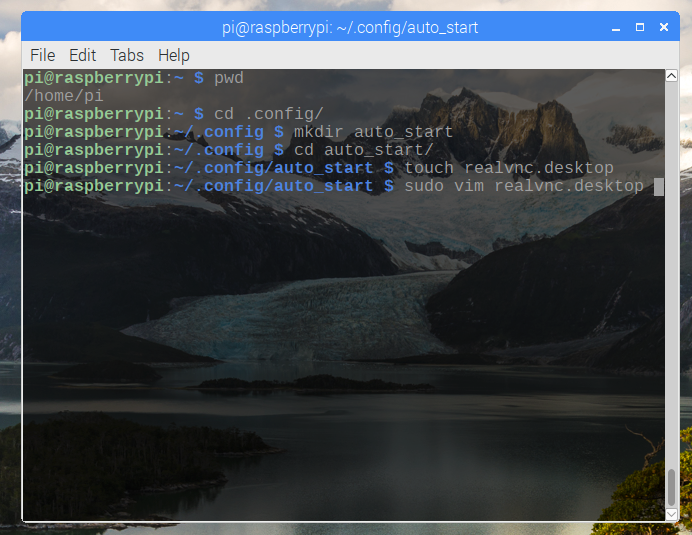 pi@raspberrypi: ~/.config/auto_start
File Edit Tabs Help
pi@raspberrypi:~ $ pwd
/home/pi
pi@raspberrypi:~ $ cd .config/
pi@raspberrypi:~/.config $ mkdir auto_start
pi@raspberrypi:~/.config $ cd auto_start/
pi@raspberrypi:~/.config/auto_start $ touch realvnc.desktop
pi@raspberrypi:~/.config/auto_start $ sudo vim realvnc.desktop